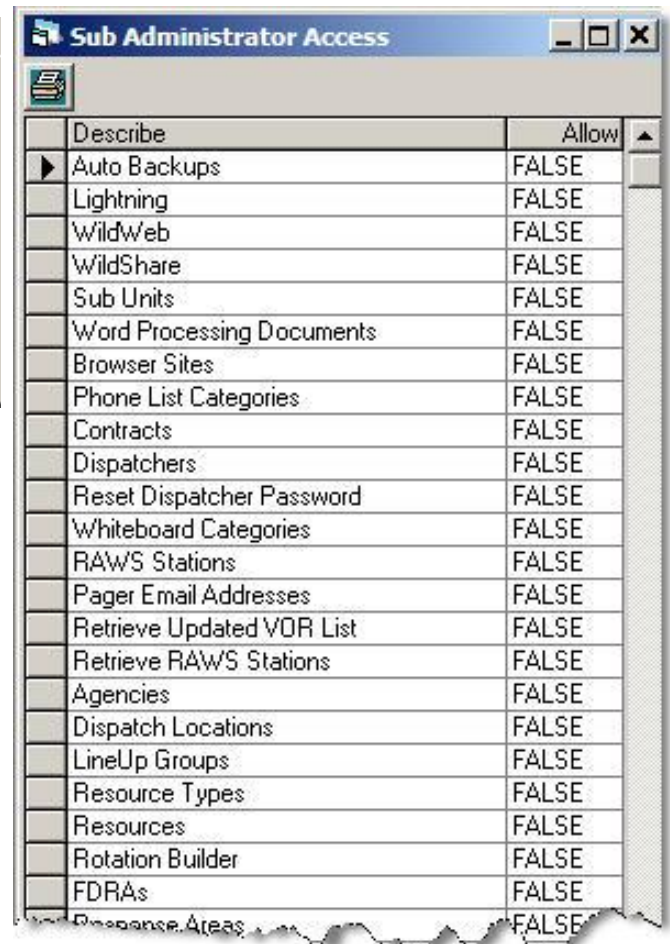 Sub Administrator Access
Describe Allow
Auto Backups FALSE
Lightning FALSE
WildWeb FALSE
WildShare FALSE
Sub Units FALSE
Word Processing Documents FALSE
Browser Sites FALSE
Phone List Categories FALSE
Contracts FALSE
Dispatchers FALSE
Reset Dispatcher Password FALSE
Whiteboard Categories FALSE
RAWS Stations FALSE
Pager Email Addresses FALSE
Retrieve Updated VOR List FALSE
Retrieve RAWS Stations FALSE
Agencies FALSE
Dispatch Locations FALSE
LineUp Groups FALSE
Resource Types FALSE
Resources FALSE
Rotation Builder FALSE
FDRAs FALSE
Response Areas FALSE